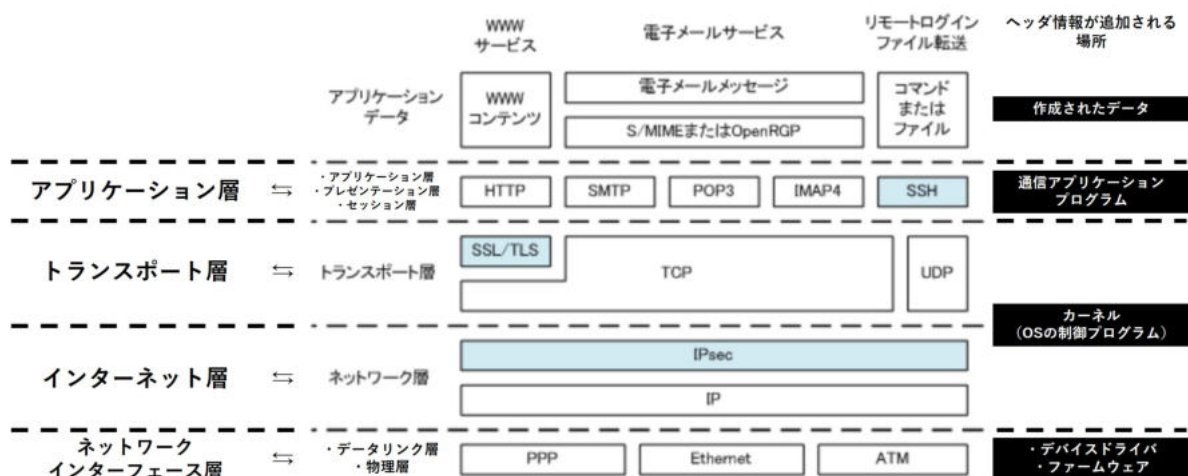 WWW
サービス
電子メールサービス
リモートログイン
ファイル転送
ヘッダ情報が追加される
場所
アプリケーション
データ
WWW
コンテンツ
電子メールメッセージ
S/MIMEまたはOpenRGP
コマンド
または
ファイル
作成されたデータ
アプリケーション層
⇆
・アプリケーション層
・プレゼンテーション層
・セッション層
HTTP
SMTP
POP3
IMAP4
SSH
通信アプリケーション
プログラム
トランスポート層
⇆
トランスポート層
SSL/TLS
TCP
UDP
カーネル
(OSの制御プログラム)
インターネット層
⇆
ネットワーク層
IPsec
IP
ネットワーク
インターフェース層
⇆
・データリンク層
・物理層
PPP
Ethernet
ATM
・デバイスドライバ
・ファームウェア